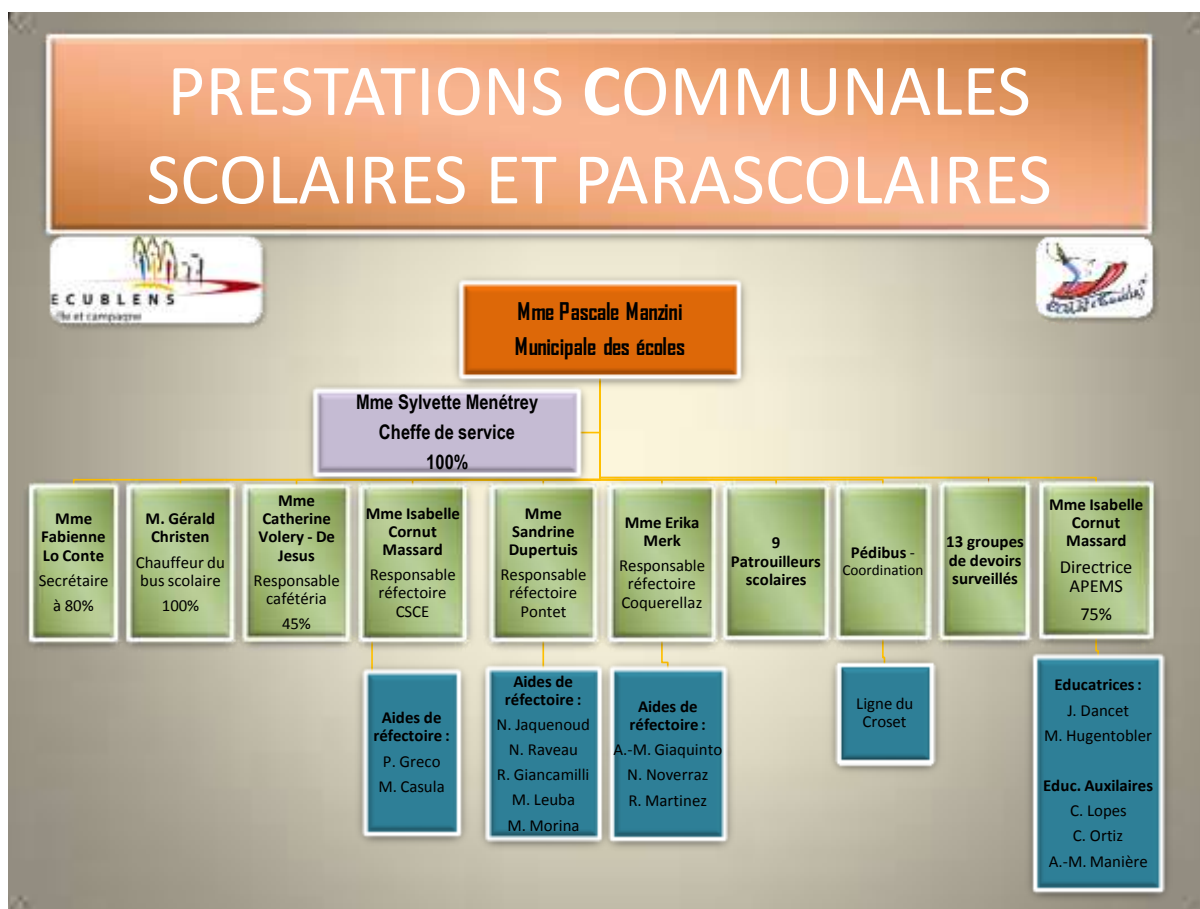 PRESTATIONS COMMUNALES
SCOLAIRES ET PARASCOLAIRES
ECUBLENS
et campagne
Mme Pascale Manzini
Municipale des écoles
Mme Sylvette Menétrey
Cheffe de service
100%
Mme
Fabienne
Lo Conte
Secrétaire
à 80%
M. Gérald
Christen
Chauffeur du
bus scolaire
100%
Mme
Catherine
Volery - De
Jesus
Responsable
cafétéria
45%
Mme Isabelle
Cornut
Massard
Responsable
réfectoire
CSCE
Mme
Sandrine
Dupertuis
Responsable
réfectoire
Pontet
Mme Erika
Merk
Responsable
réfectoire
Coquerellaz
9
Patrouilleurs
scolaires
Pédibus -
Coordination
13 groupes
de devoirs
surveillés
Mme Isabelle
Cornut
Massard
Directrice
APEMS
75%
Aides de
réfectoire :
P. Greco
M. Casula
Aides de
réfectoire :
N. Jaquenoud
N. Raveau
R. Giancamilli
M. Leuba
M. Morina
Aides de
réfectoire :
A.-M. Giaquinto
N. Noverraz
R. Martinez
Ligne du
Croset
Educatrices :
J. Dancet
M. Hugentobler
Educ. Auxilaires
C. Lopes
C. Ortiz
A.-M. Manière